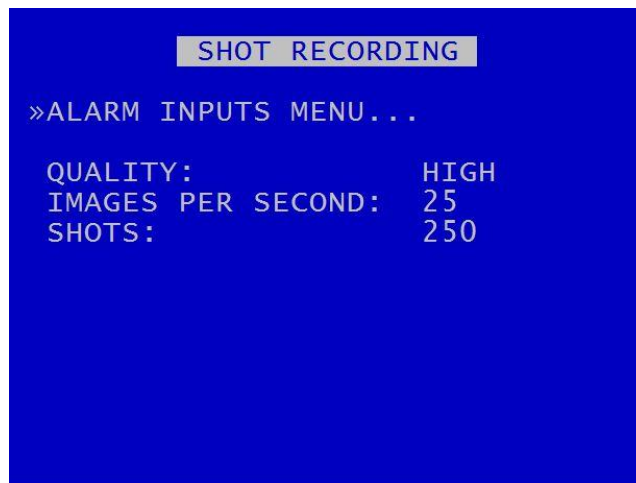 SHOT RECORDING
»ALARM INPUTS MENU...
QUALITY: HIGH
IMAGES PER SECOND: 25
SHOTS: 250